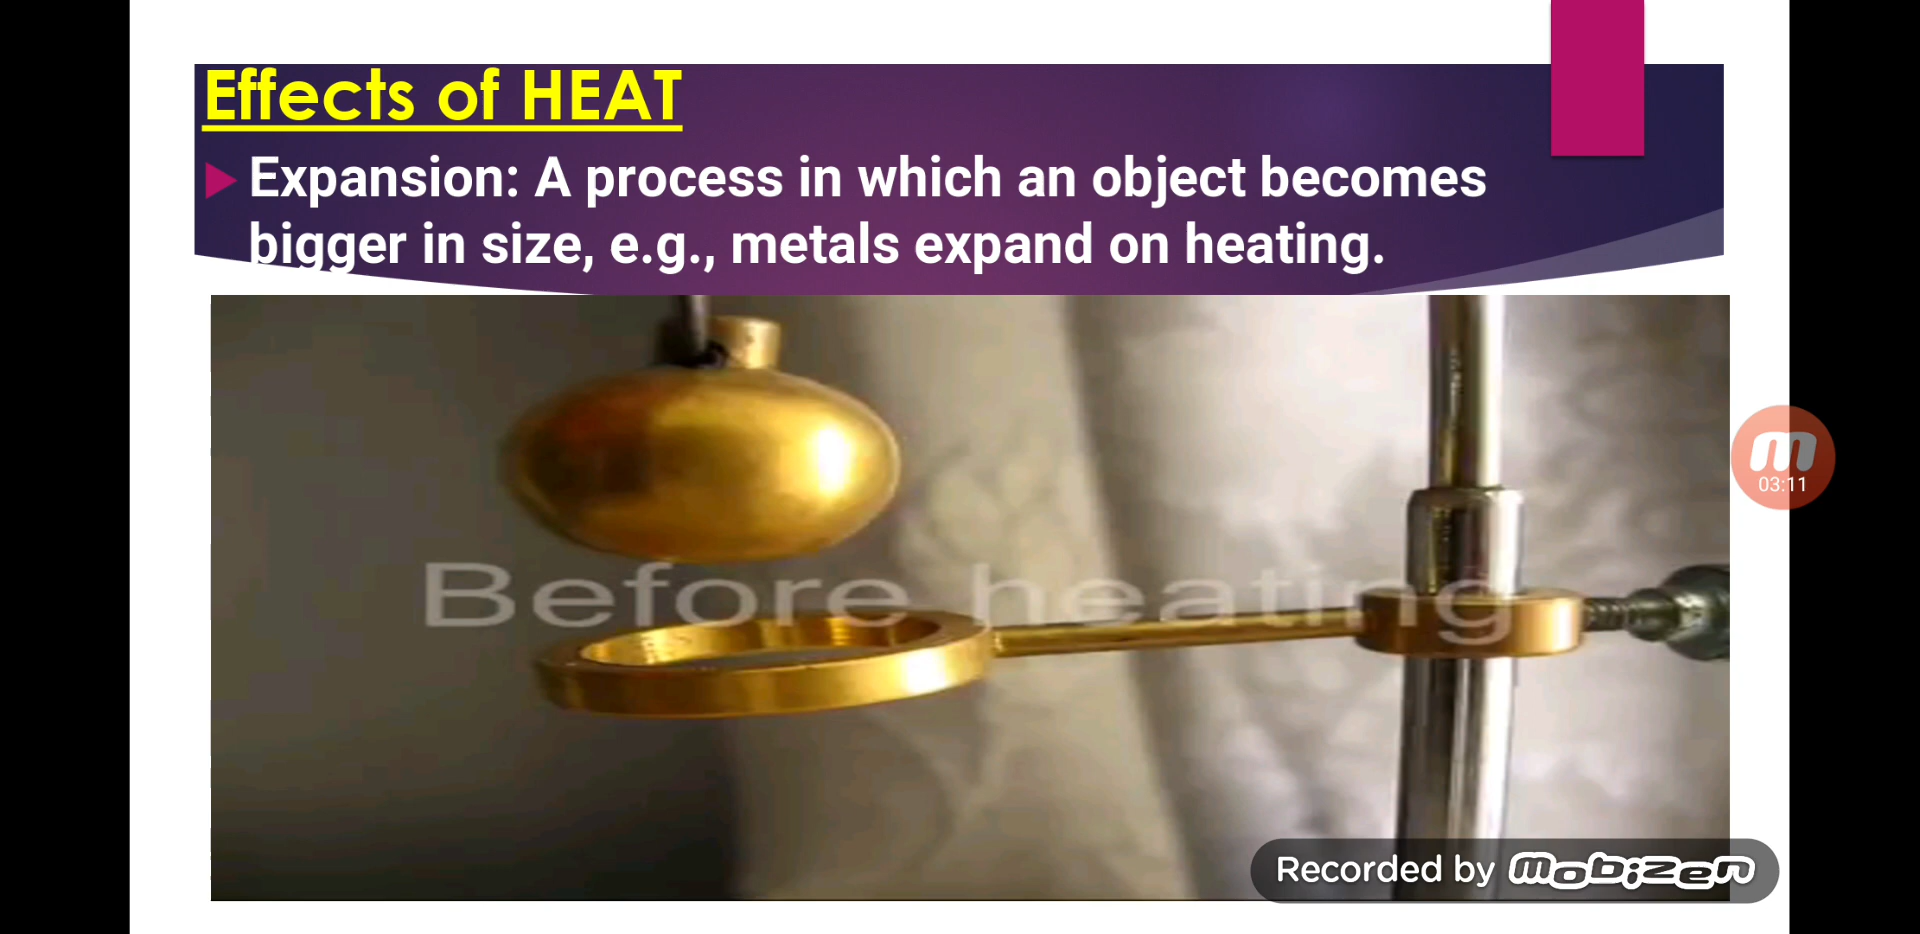 Effects of HEAT
Expansion: A process in which an object becomes
bigger in size, e.g., metals expand on heating.
Before heating
03:11
Recorded by mobizen